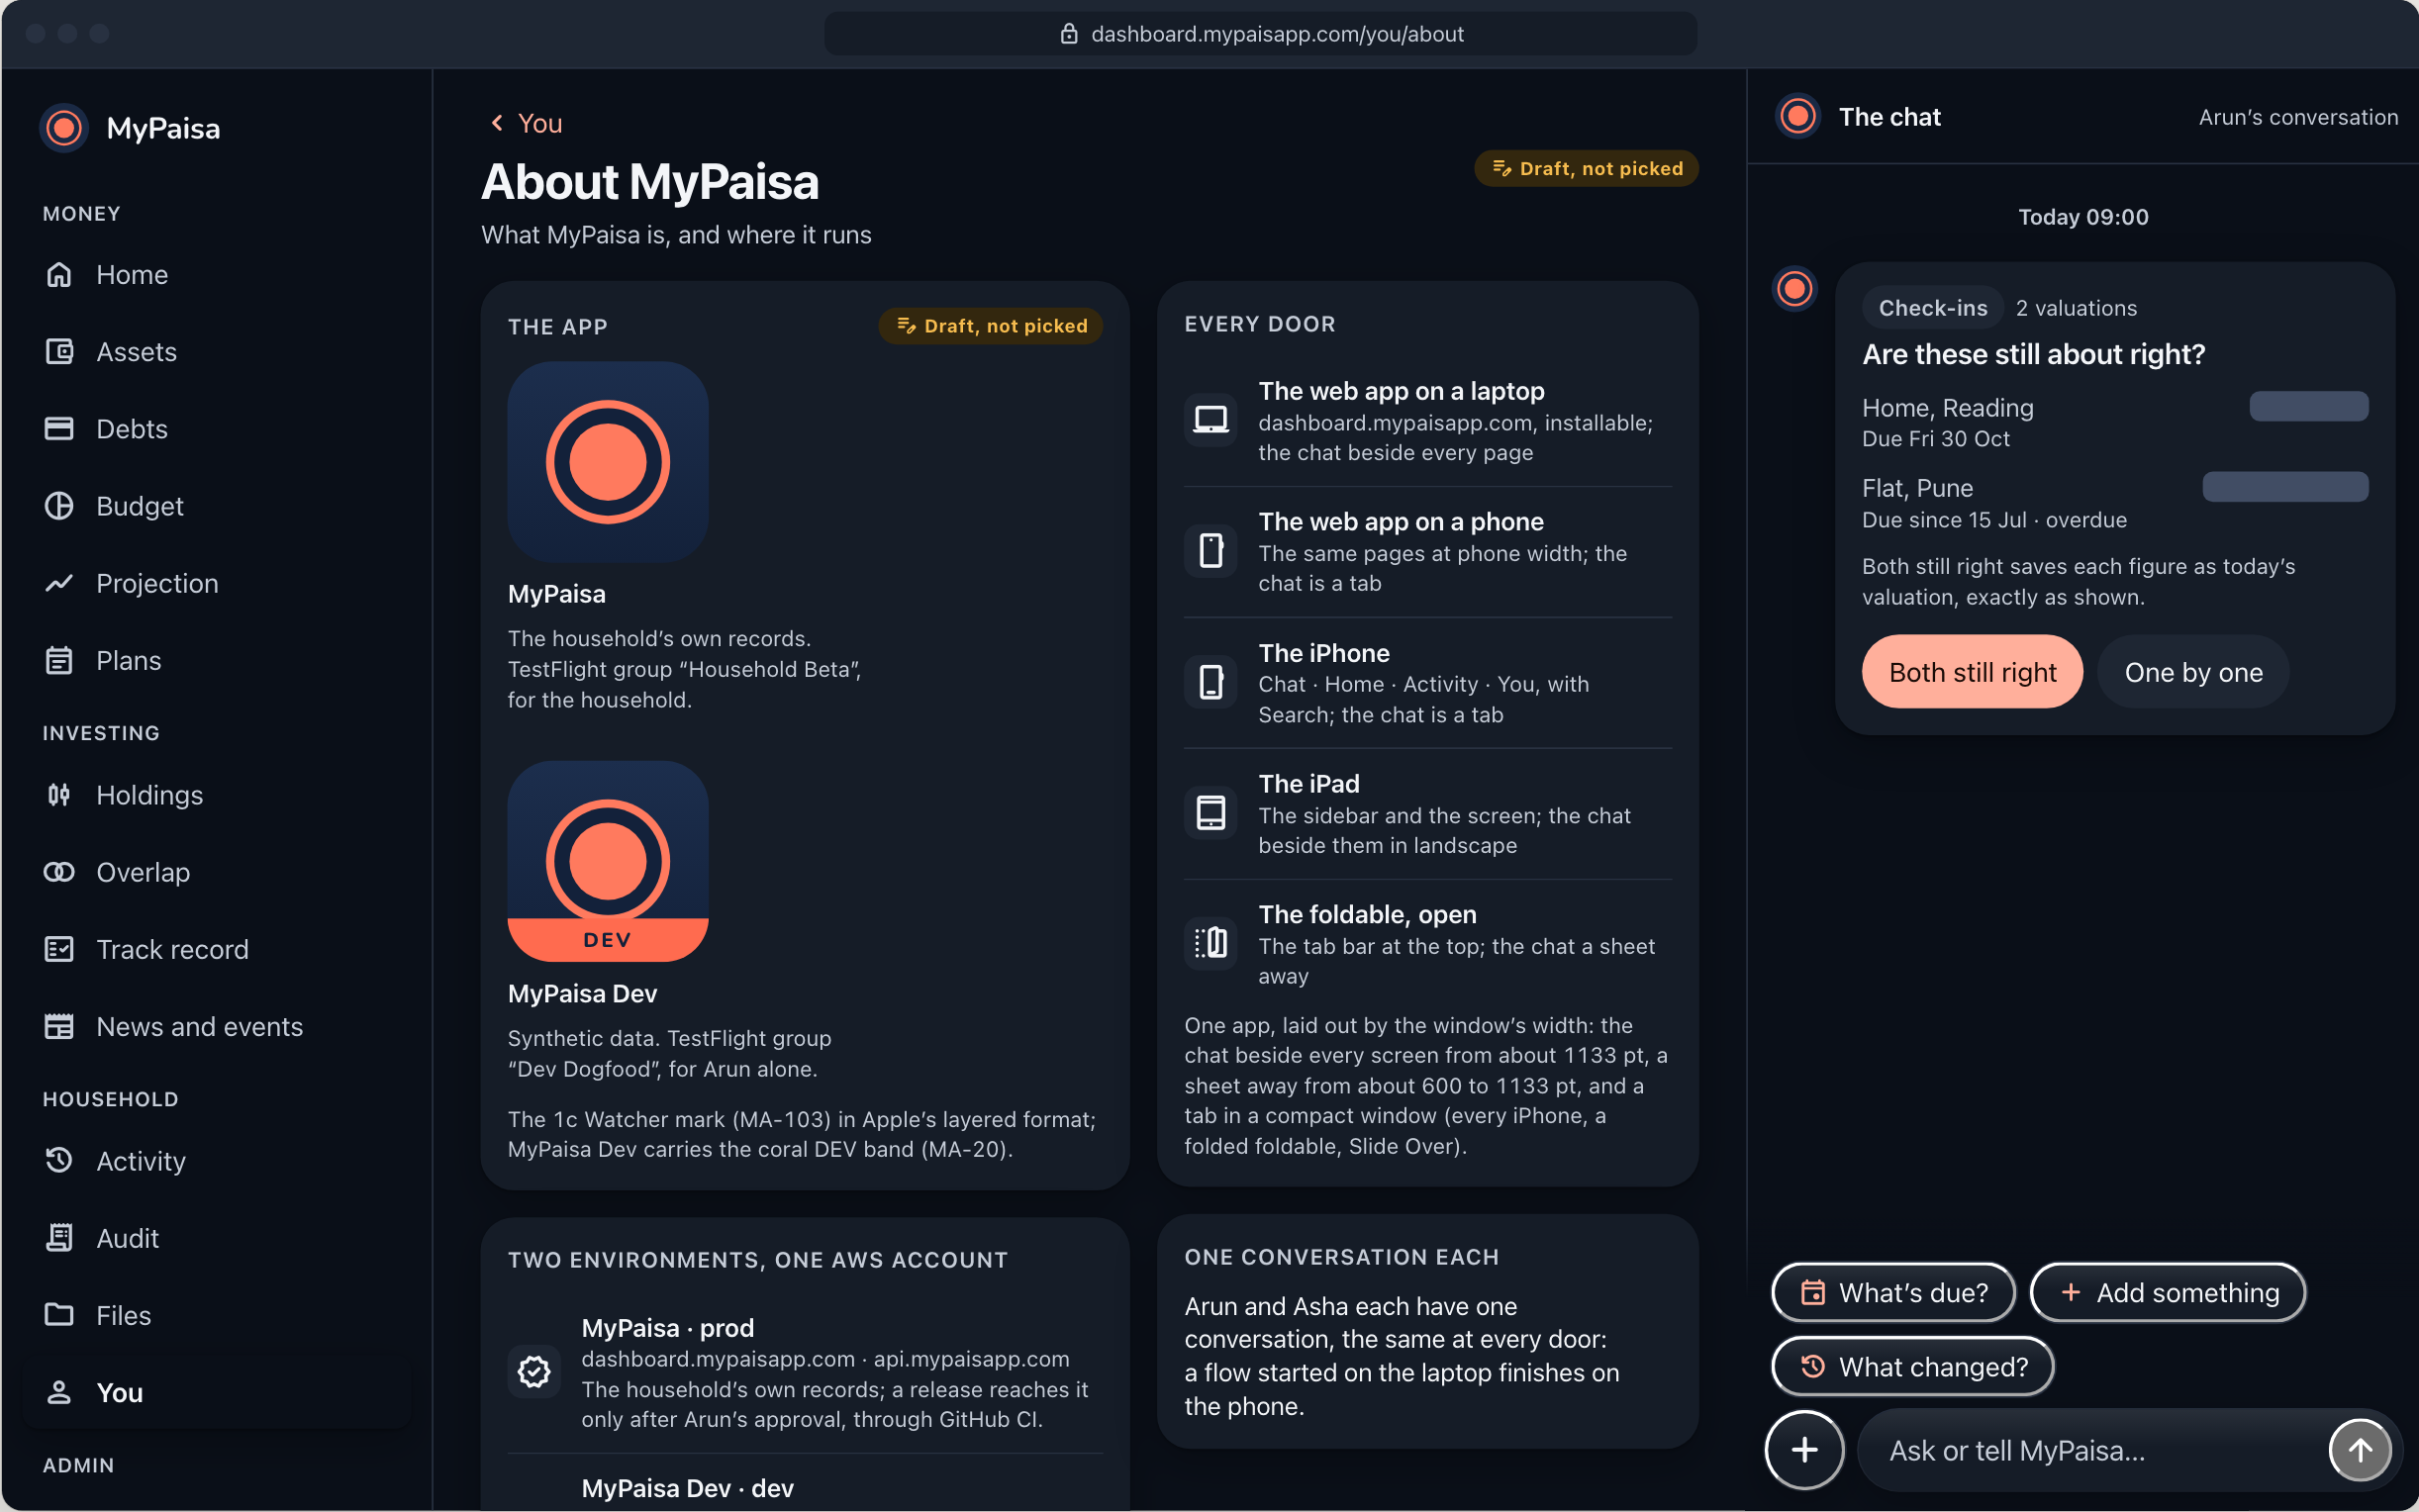 dashboard.mypaisapp.com/you/about
MyPaisa
MONEY
Home
Assets
Debts
Budget
Projection
Plans
INVESTING
Holdings
Overlap
Track record
News and events
HOUSEHOLD
Activity
Audit
Files
You
ADMIN
You
About MyPaisa
Draft, not picked
What MyPaisa is, and where it runs
THE APP
Draft, not picked
MyPaisa
The household’s own records.
TestFlight group “Household Beta”,
for the household.
DEV
MyPaisa Dev
Synthetic data. TestFlight group
“Dev Dogfood”, for Arun alone.
The 1c Watcher mark (MA-103) in Apple’s layered format;
MyPaisa Dev carries the coral DEV band (MA-20).
TWO ENVIRONMENTS, ONE AWS ACCOUNT
MyPaisa · prod
dashboard.mypaisapp.com · api.mypaisapp.com
The household’s own records; a release reaches it
only after Arun’s approval, through GitHub CI.
MyPaisa Dev · dev
EVERY DOOR
The web app on a laptop
dashboard.mypaisapp.com, installable;
the chat beside every page
The web app on a phone
The same pages at phone width; the
chat is a tab
The iPhone
Chat · Home · Activity · You, with
Search; the chat is a tab
The iPad
The sidebar and the screen; the chat
beside them in landscape
The foldable, open
The tab bar at the top; the chat a sheet
away
One app, laid out by the window’s width: the
chat beside every screen from about 1133 pt, a
sheet away from about 600 to 1133 pt, and a
tab in a compact window (every iPhone, a
folded foldable, Slide Over).
ONE CONVERSATION EACH
Arun and Asha each have one
conversation, the same at every door:
a flow started on the laptop finishes on
the phone.
The chat
Arun’s conversation
Today 09:00
Check-ins 2 valuations
Are these still about right?
Home, Reading
Due Fri 30 Oct
Flat, Pune
Due since 15 Jul · overdue
Both still right saves each figure as today’s
valuation, exactly as shown.
Both still right
One by one
What’s due?
Add something
What changed?
Ask or tell MyPaisa…